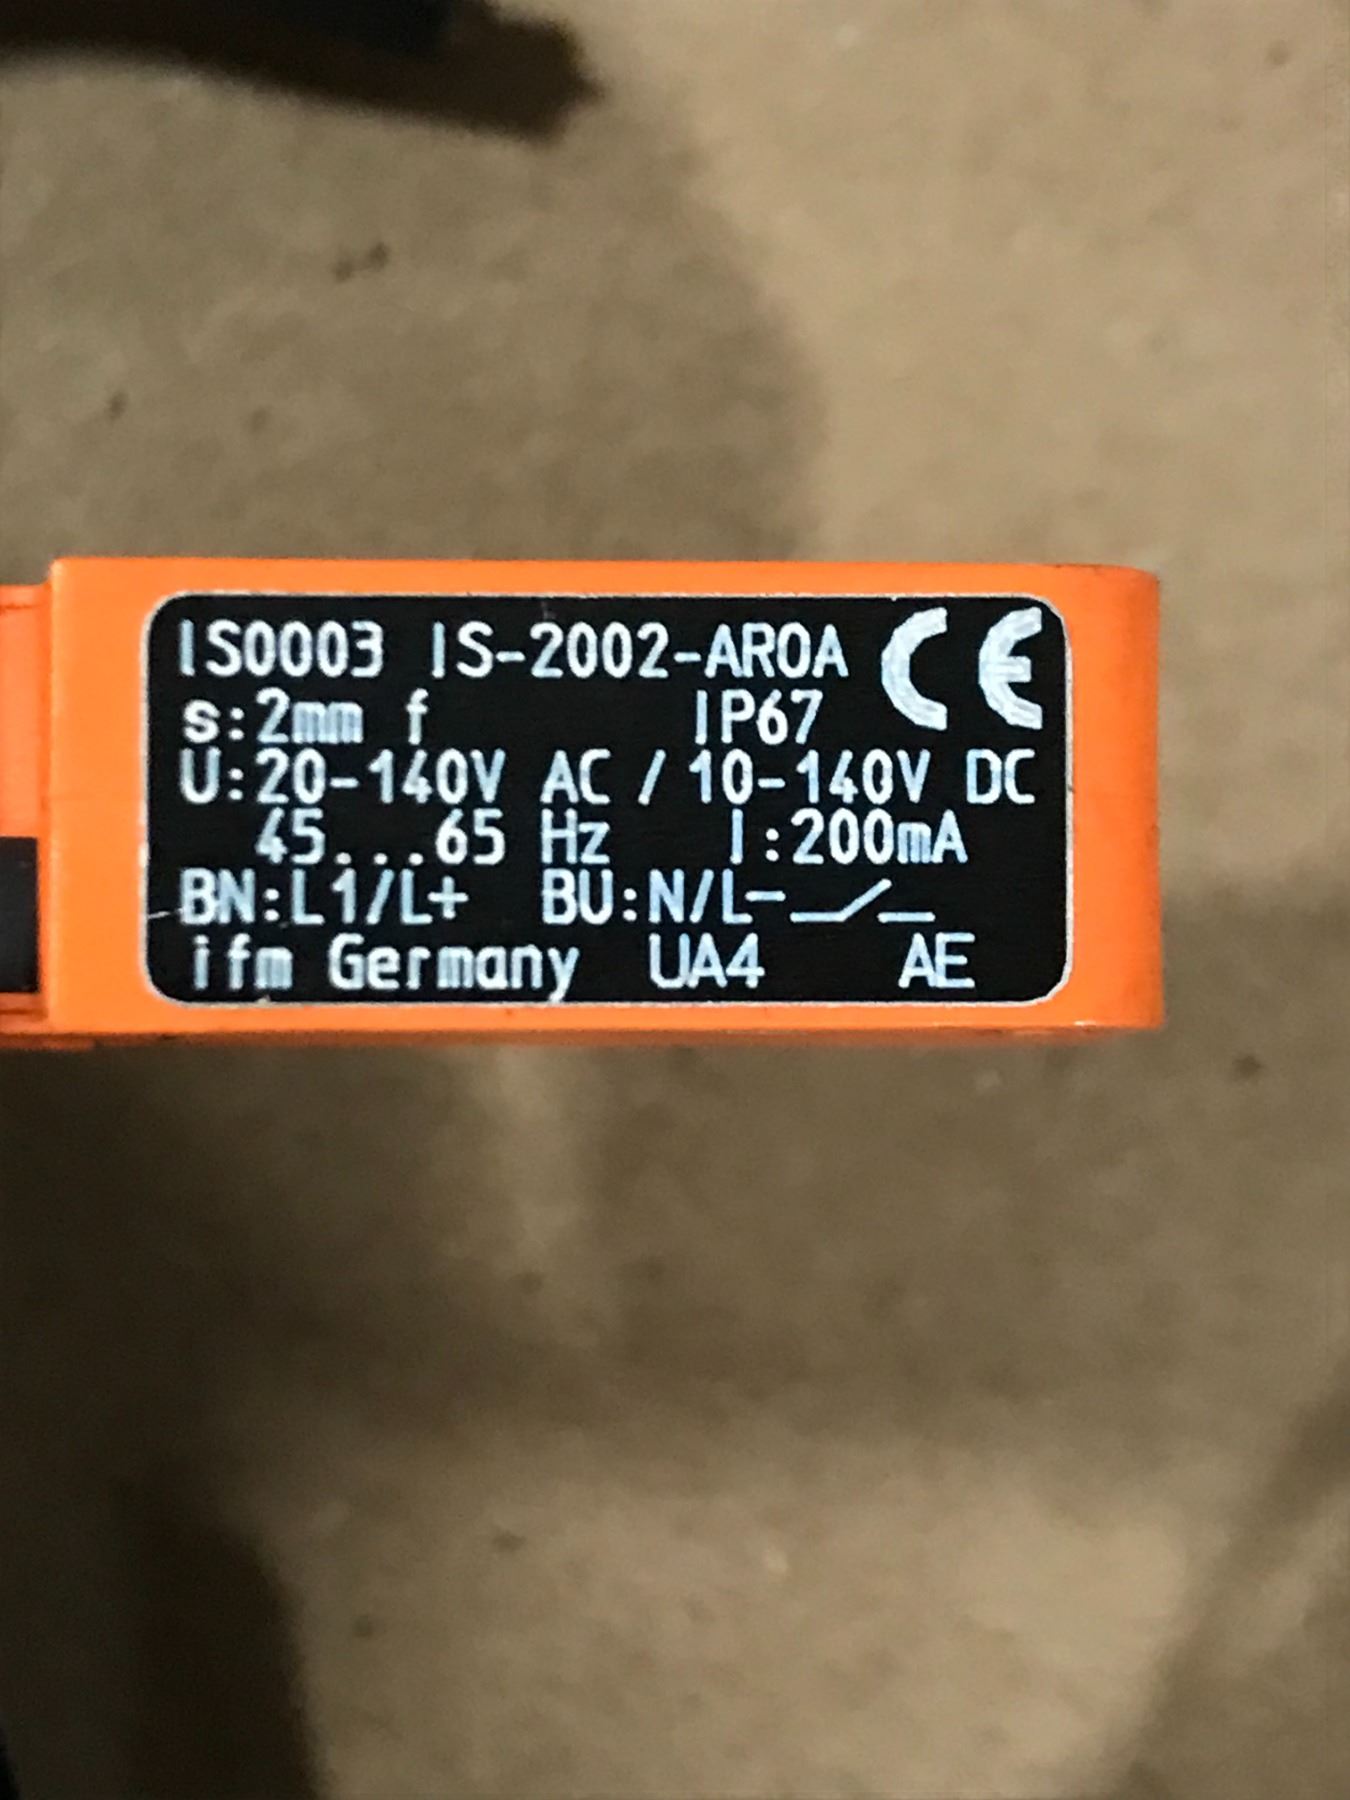 IS0003 IS-2002-AROA CE
s:2mm f IP67
U:20-140V AC / 10-140V DC
45...65 Hz I:200mA
BN:L1/L+ BU:N/L-
ifm Germany UA4 AE